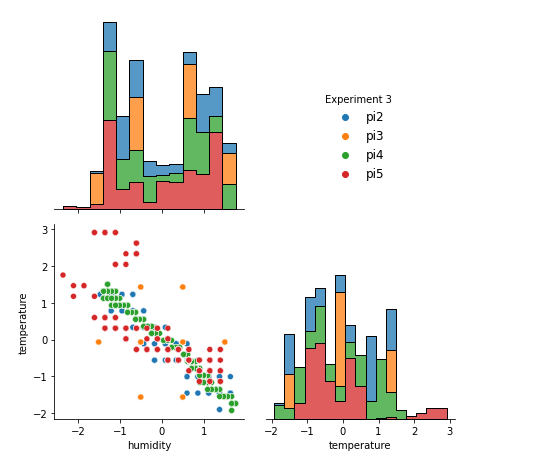 Experiment 3
pi2
pi3
pi4
pi5
3
2
1
0
−1
−2
temperature
−2 −1 0 1
humidity
−2 −1 0 1 2 3
temperature